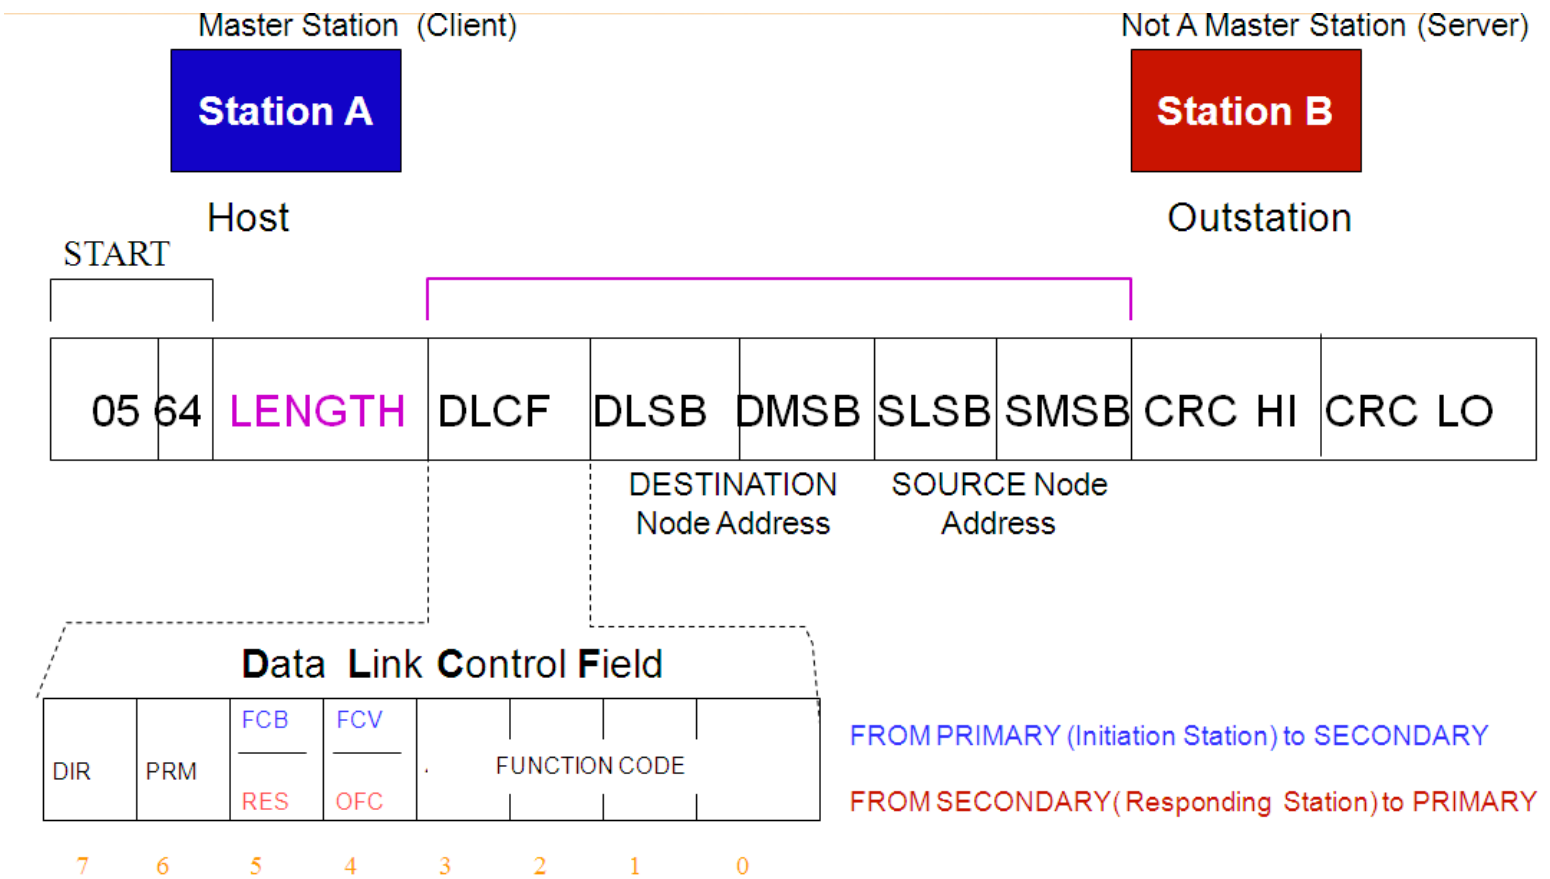 Master Station (Client)
Not A Master Station (Server)
Station A
Station B
Host
Outstation
START
05 64 LENGTH DLCF DLSB DMSB SLSB SMSB CRC HI CRC LO
DESTINATION
Node Address
SOURCE Node
Address
Data Link Control Field
DIR
PRM
FCB
RES
FCV
OFC
FUNCTION CODE
FROM PRIMARY (Initiation Station) to SECONDARY
FROM SECONDARY( Responding Station) to PRIMARY
7 6 5 4 3 2 1 0